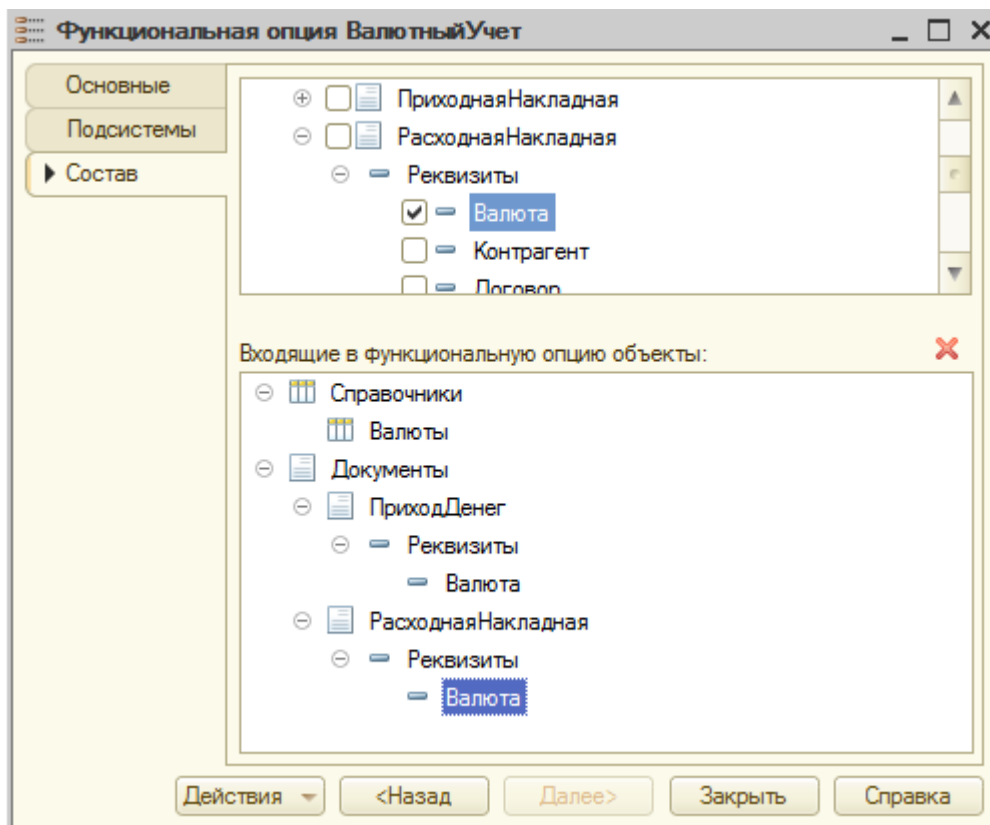 Функциональная опция ВалютныйУчет
Основные
Подсистемы
Состав
ПриходнаяНакладная
РасходнаяНакладная
Реквизиты
Валюта
Контрагент
Договор
Входящие в функциональную опцию объекты:
Справочники
Валюты
Документы
ПриходДенег
Реквизиты
Валюта
РасходнаяНакладная
Реквизиты
Валюта
Действия <Назад Далее> Закрыть Справка